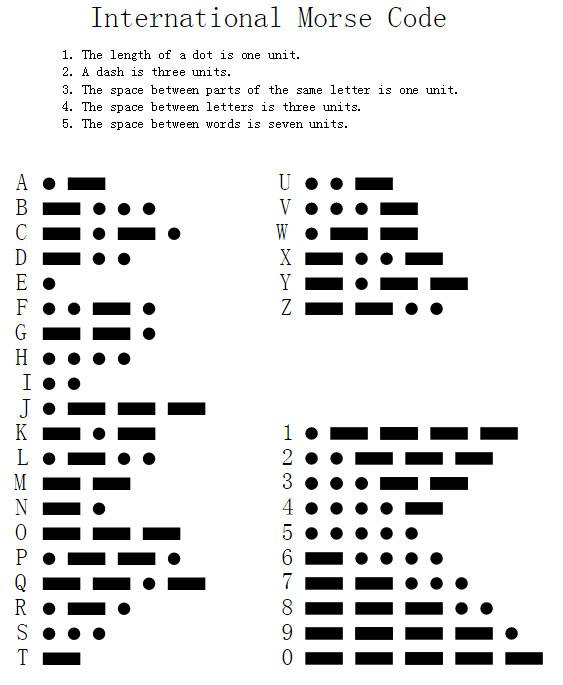 International Morse Code
1. The length of a dot is one unit.
2. A dash is three units.
3. The space between parts of the same letter is one unit.
4. The space between letters is three units.
5. The space between words is seven units.
A
B
C
D
E
F
G
H
I
J
K
L
M
N
O
P
Q
R
S
T
U
V
W
X
Y
Z
1
2
3
4
5
6
7
8
9
0